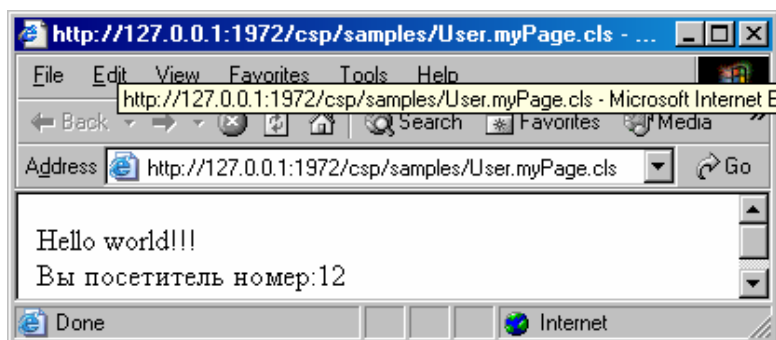 http://127.0.0.1:1972/csp/samples/User.myPage.cls - ...
File Edit View Favorites Tools Help
http://127.0.0.1:1972/csp/samples/User.myPage.cls - Microsoft Internet E
Back Search Favorites Media »
Address http://127.0.0.1:1972/csp/samples/User.myPage.cls Go
Hello world!!!
Вы посетитель номер:12
Done Internet